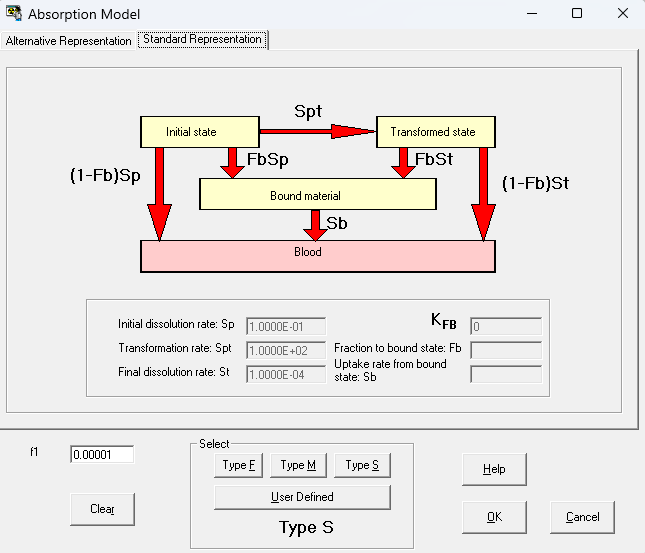 Absorption Model
Alternative Representation
Standard Representation
Spt
Initial state
Transformed state
FbSp
FbSt
(1-Fb)Sp
(1-Fb)St
Bound material
Sb
Blood
Initial dissolution rate: Sp
1.0000E-01
KFB
0
Transformation rate: Spt
1.0000E+02
Fraction to bound state: Fb
Final dissolution rate: St
1.0000E-04
Uptake rate from bound
state: Sb
f1
0.00001
Select
Type F
Type M
Type S
User Defined
Type S
Clear
Help
OK
Cancel